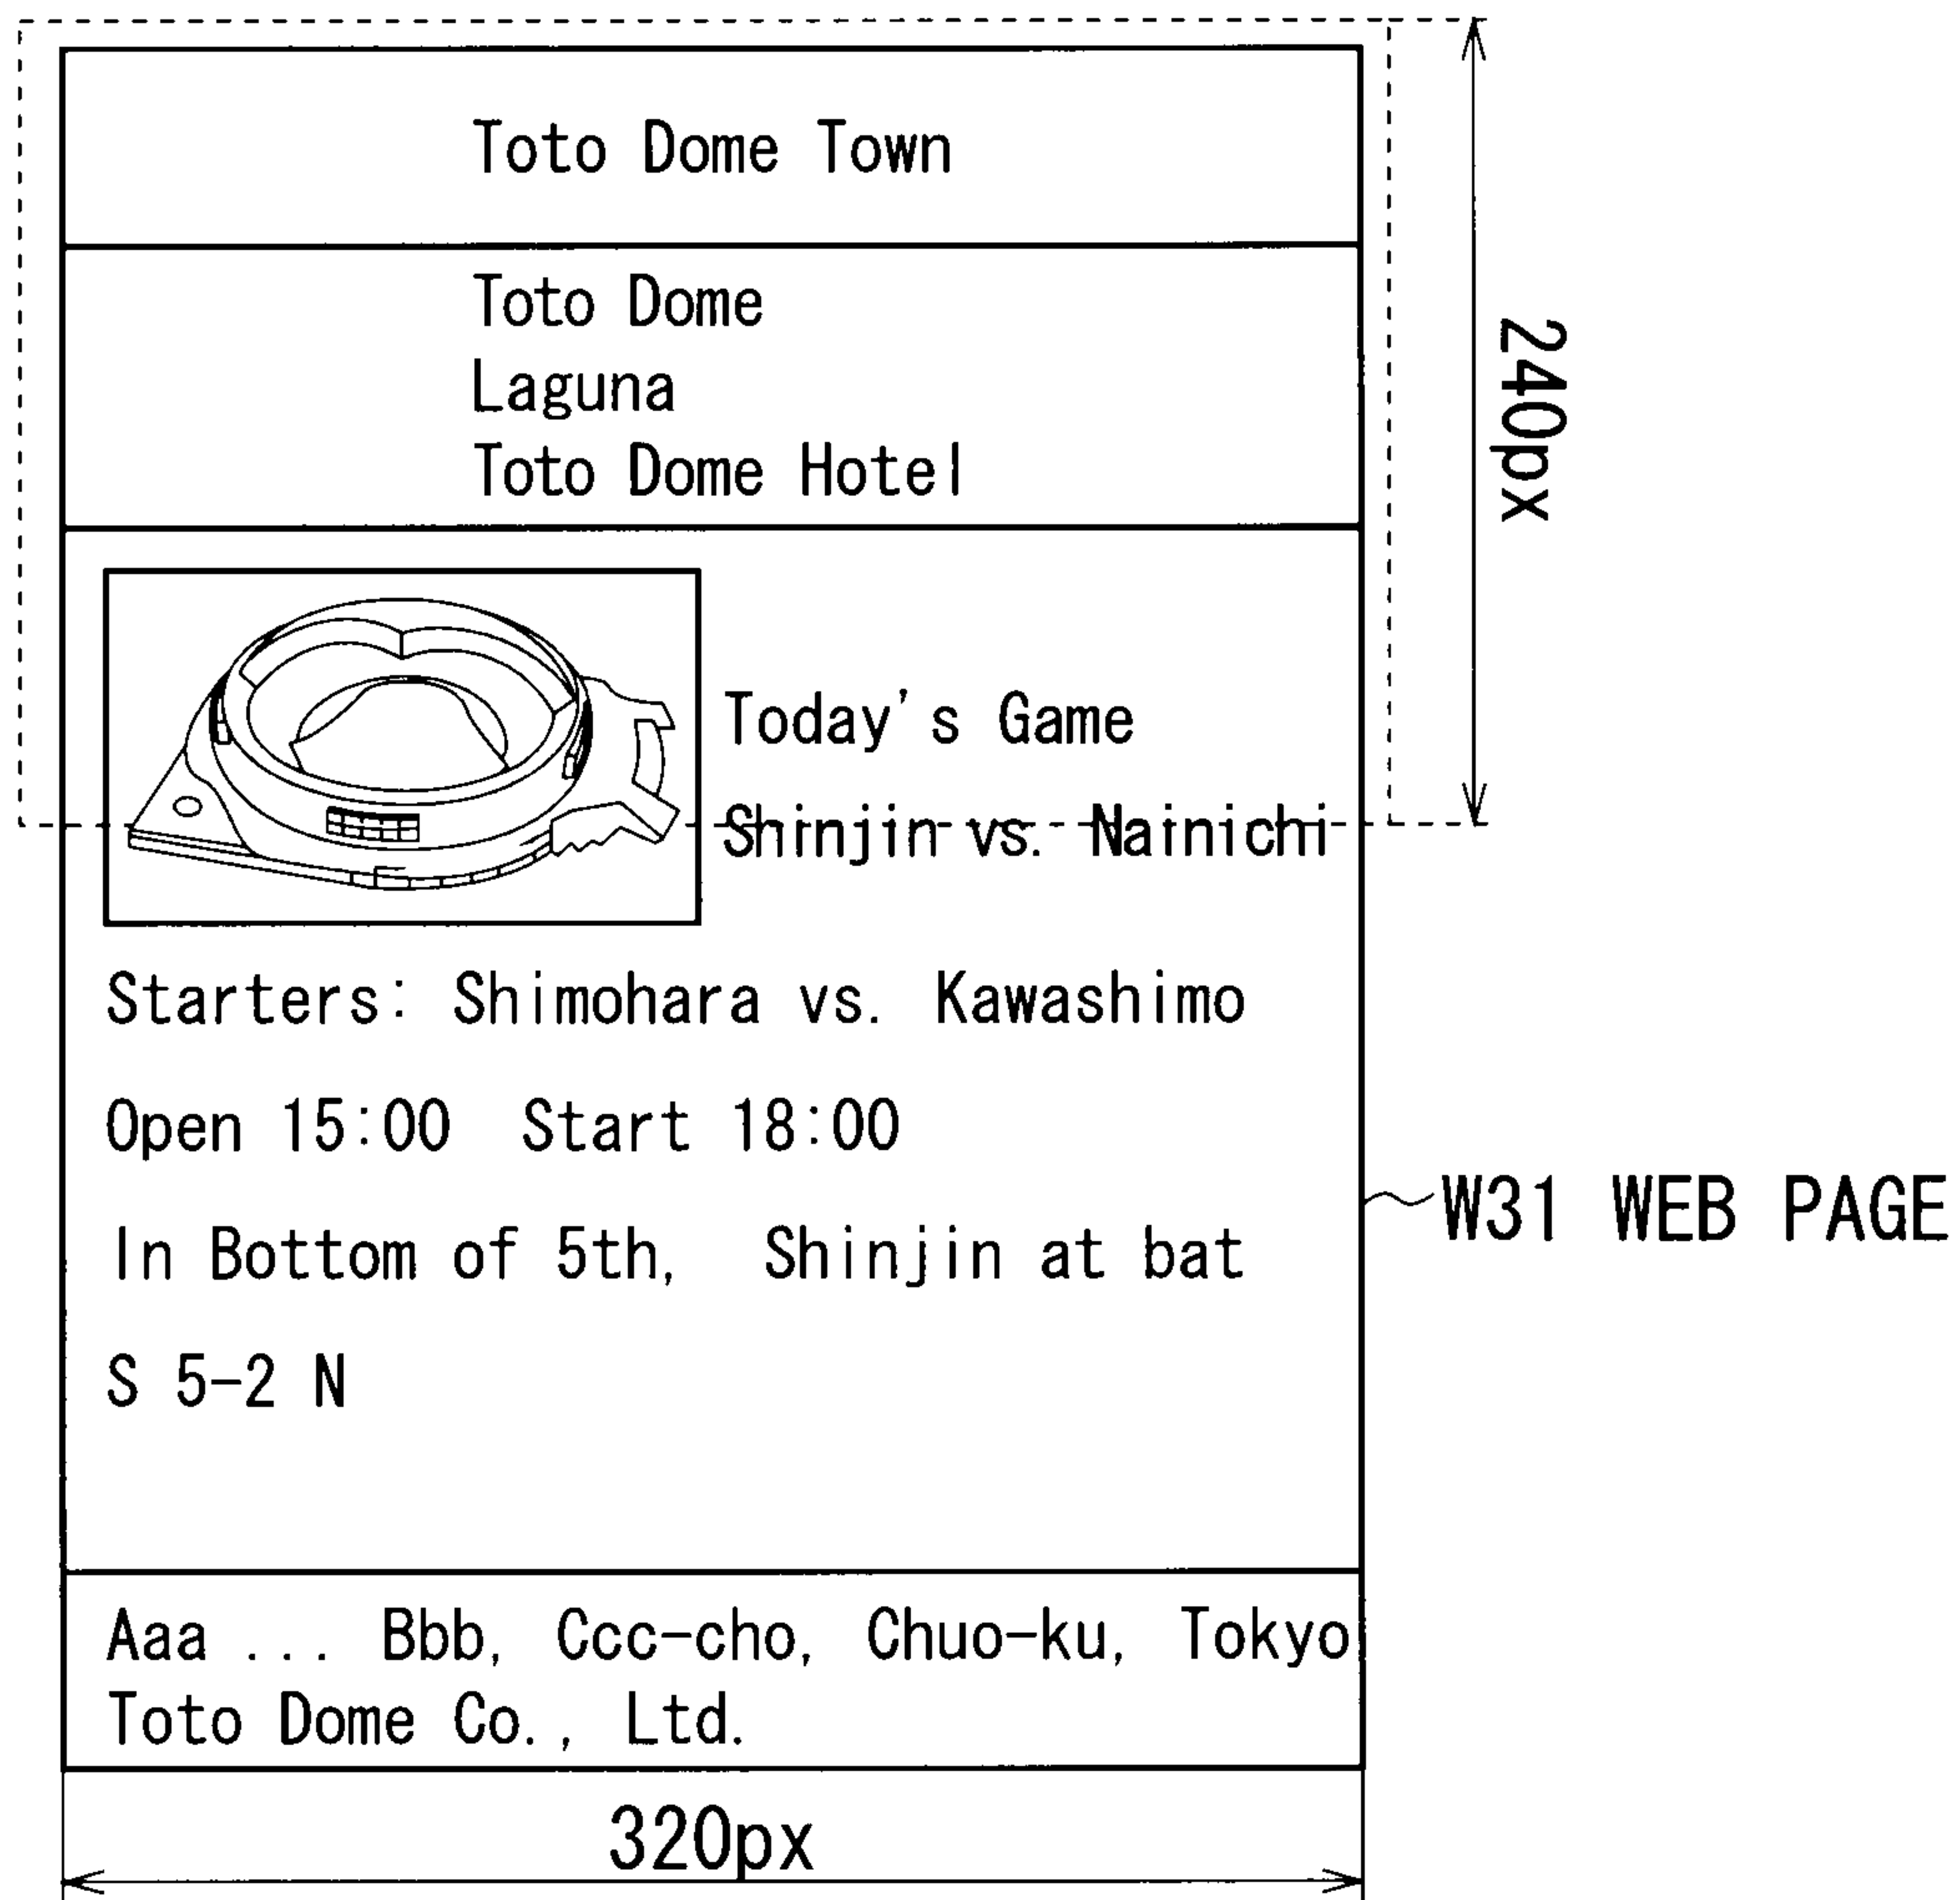 Toto Dome Town
Toto Dome
Laguna
Toto Dome Hotel
240px
Today's Game
Shinjin vs. Nainichi
Starters: Shimohara vs. Kawashimo
Open 15:00 Start 18:00
W31 WEB PAGE
In Bottom of 5th, Shinjin at bat
S 5-2 N
Aaa ... Bbb, Ccc-cho, Chuo-ku, Tokyo
Toto Dome Co., Ltd.
320px